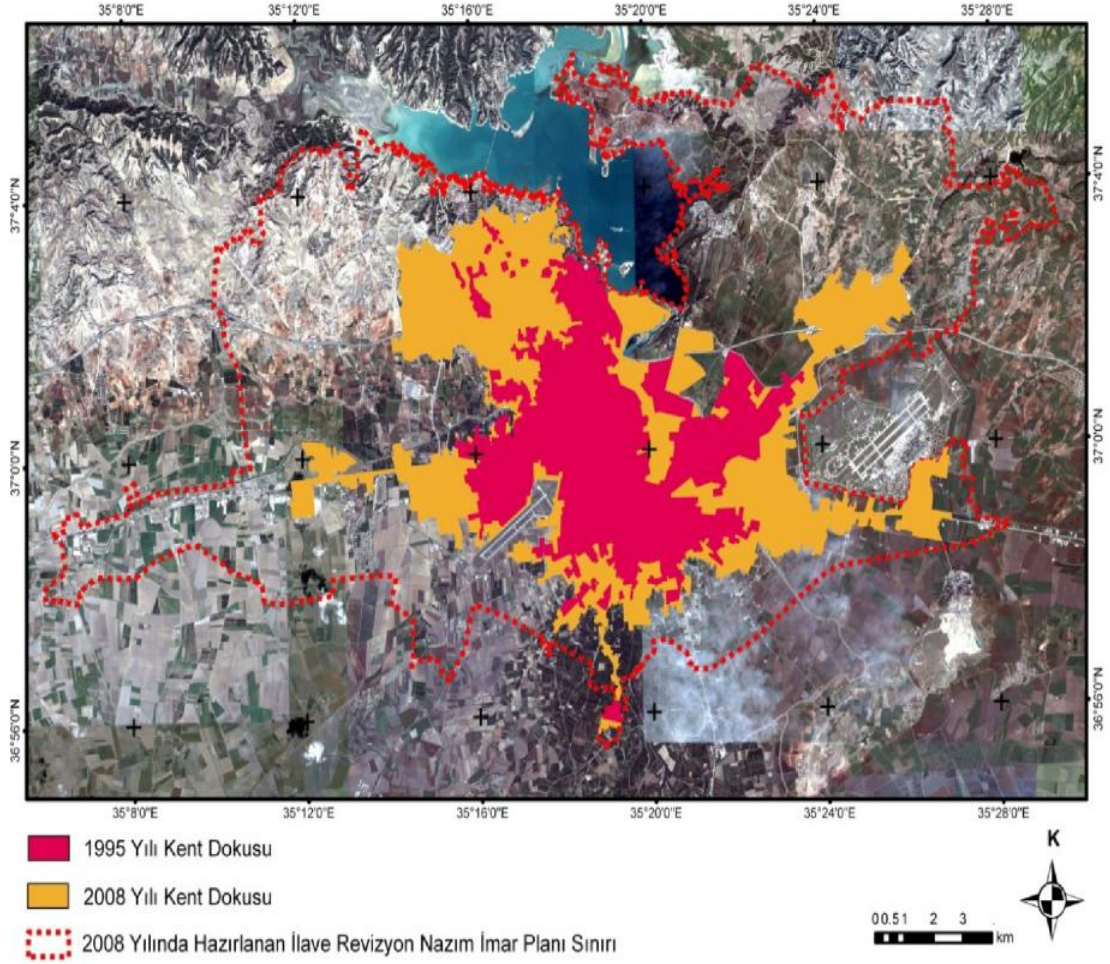 35°8'0"E 35°12'0"E 35°16'0"E 35°20'0"E 35°24'0"E 35°28'0"E
37°4'0"N 37°4'0"N
37°0'0"N 37°0'0"N
36°56'0"N 36°56'0"N
35°8'0"E 35°12'0"E 35°16'0"E 35°20'0"E 35°24'0"E 35°28'0"E
1995 Yılı Kent Dokusu
2008 Yılı Kent Dokusu
2008 Yılında Hazırlanan İlave Revizyon Nazım İmar Planı Sınırı
K
0 0.5 1 2 3
km